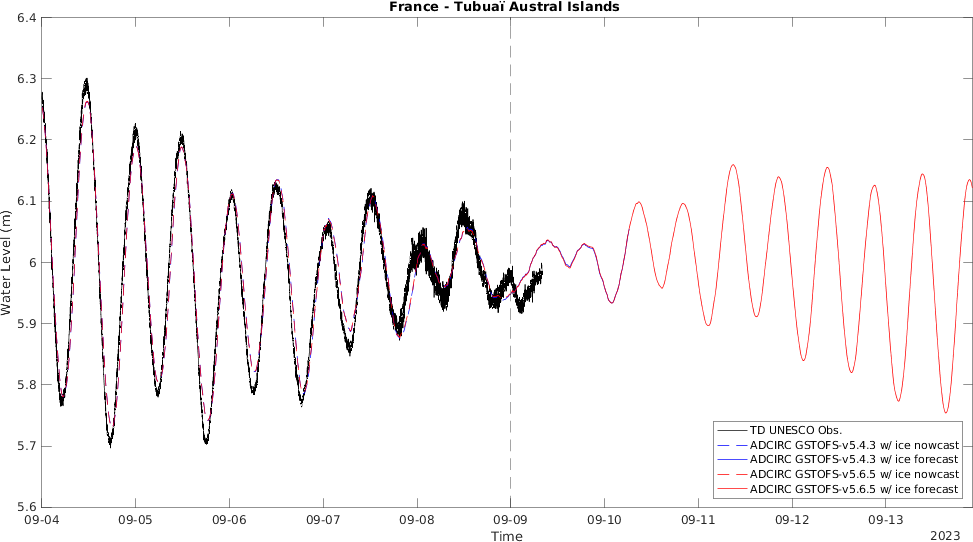 France - Tubuaï Austral Islands
Water Level (m)
6.4
6.3
6.2
6.1
6
5.9
5.8
5.7
5.6
TD UNESCO Obs.
ADCIRC GSTOFS-v5.4.3 w/ ice nowcast
ADCIRC GSTOFS-v5.4.3 w/ ice forecast
ADCIRC GSTOFS-v5.6.5 w/ ice nowcast
ADCIRC GSTOFS-v5.6.5 w/ ice forecast
09-04 09-05 09-06 09-07 09-08 09-09 09-10 09-11 09-12 09-13
Time
2023